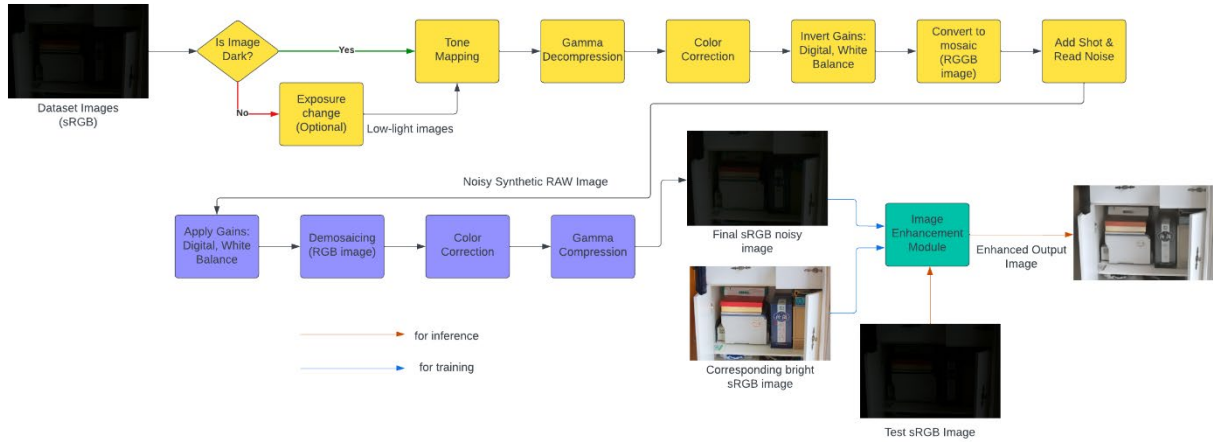 Dataset Images
(sRGB)
Is Image
Dark?
Yes
No
Exposure
change
(Optional)
Low-light images
Tone
Mapping
Gamma
Decompression
Color
Correction
Invert Gains:
Digital, White
Balance
Convert to
mosaic
(RGGB
image)
Add Shot &
Read Noise
Noisy Synthetic RAW Image
Apply Gains:
Digital, White
Balance
Demosaicing
(RGB image)
Color
Correction
Gamma
Compression
Final sRGB noisy
image
Image
Enhancement
Module
Enhanced Output
Image
for inference
for training
Corresponding bright
sRGB image
Test sRGB Image